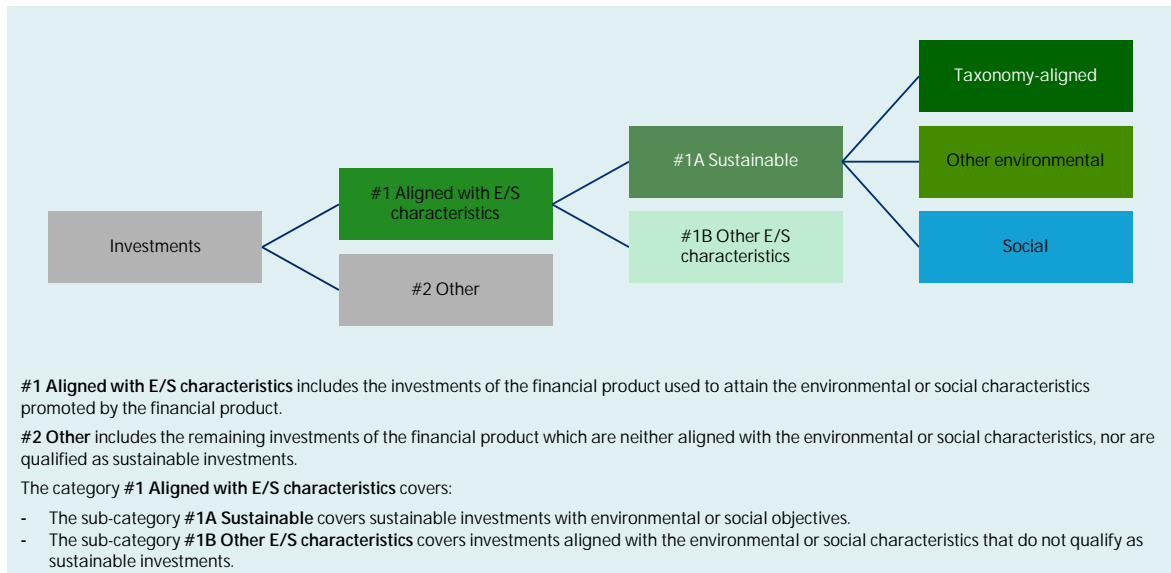 Taxonomy-aligned
#1A Sustainable
Other environmental
#1 Aligned with E/S
characteristics
Investments
#1B Other E/S
characteristics
Social
#2 Other
#1 Aligned with E/S characteristics includes the investments of the financial product used to attain the environmental or social characteristics
promoted by the financial product.
#2 Other includes the remaining investments of the financial product which are neither aligned with the environmental or social characteristics, nor are
qualified as sustainable investments.
The category #1 Aligned with E/S characteristics covers:
- The sub-category #1A Sustainable covers sustainable investments with environmental or social objectives.
- The sub-category #1B Other E/S characteristics covers investments aligned with the environmental or social characteristics that do not qualify as
sustainable investments.